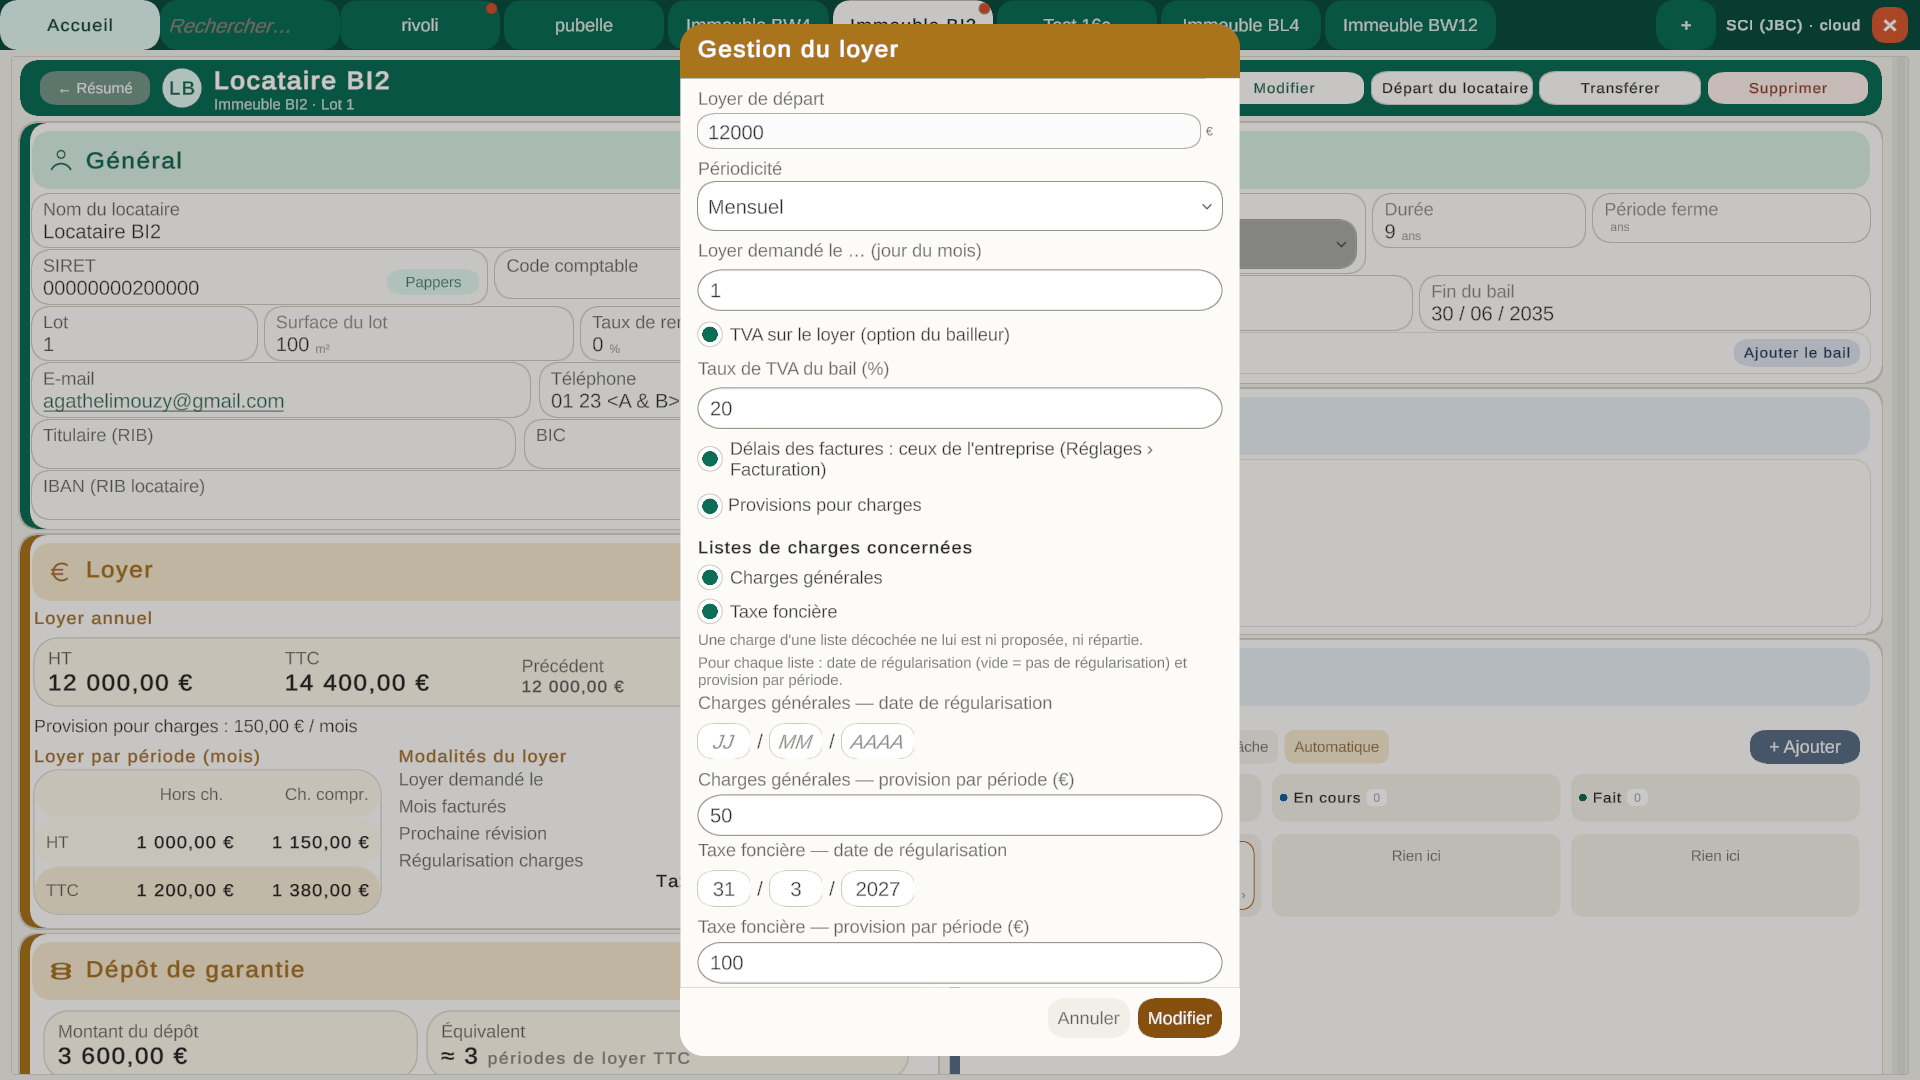 Accueil
Rechercher...
rivoli
pubelle
Immeuble BW4
Immeuble BI2
Test 16c
Immeuble BL4
Immeuble BW12
+
SCI (JBC) · cloud
×
← Résumé
LB
Locataire BI2
Immeuble BI2 · Lot 1
Modifier
Départ du locataire
Transférer
Supprimer
Général
Nom du locataire
Locataire BI2
SIRET
00000000200000
Pappers
Code comptable
Lot
1
Surface du lot
100 m²
Taux de
0 %
E-mail
agathelimouzy@gmail.com
Téléphone
01 23 <A & B>
Titulaire (RIB)
BIC
IBAN (RIB locataire)
Durée
9 ans
Période ferme
ans
Fin du bail
30 / 06 / 2035
Ajouter le bail
€ Loyer
Loyer annuel
HT
12 000,00 €
TTC
14 400,00 €
Précédent
12 000,00 €
Provision pour charges : 150,00 € / mois
Loyer par période (mois)
Hors ch.
Ch. compr.
HT
1 000,00 €
1 150,00 €
TTC
1 200,00 €
1 380,00 €
Modalités du loyer
Loyer demandé le
Mois facturés
Prochaine révision
Régularisation charges
Dépôt de garantie
Montant du dépôt
3 600,00 €
Équivalent
≈ 3 périodes de loyer TTC
Gestion du loyer
Loyer de départ
12000 €
Périodicité
Mensuel
Loyer demandé le … (jour du mois)
1
TVA sur le loyer (option du bailleur)
Taux de TVA du bail (%)
20
Délais des factures : ceux de l'entreprise (Réglages ›
Facturation)
Provisions pour charges
Listes de charges concernées
Charges générales
Taxe foncière
Une charge d'une liste décochée ne lui est ni proposée, ni répartie.
Pour chaque liste : date de régularisation (vide = pas de régularisation) et
provision par période.
Charges générales — date de régularisation
JJ / MM / AAAA
Charges générales — provision par période (€)
50
Taxe foncière — date de régularisation
31 / 3 / 2027
Taxe foncière — provision par période (€)
100
Annuler
Modifier
Automatique
+ Ajouter
En cours 0
Fait 0
Rien ici
Rien ici